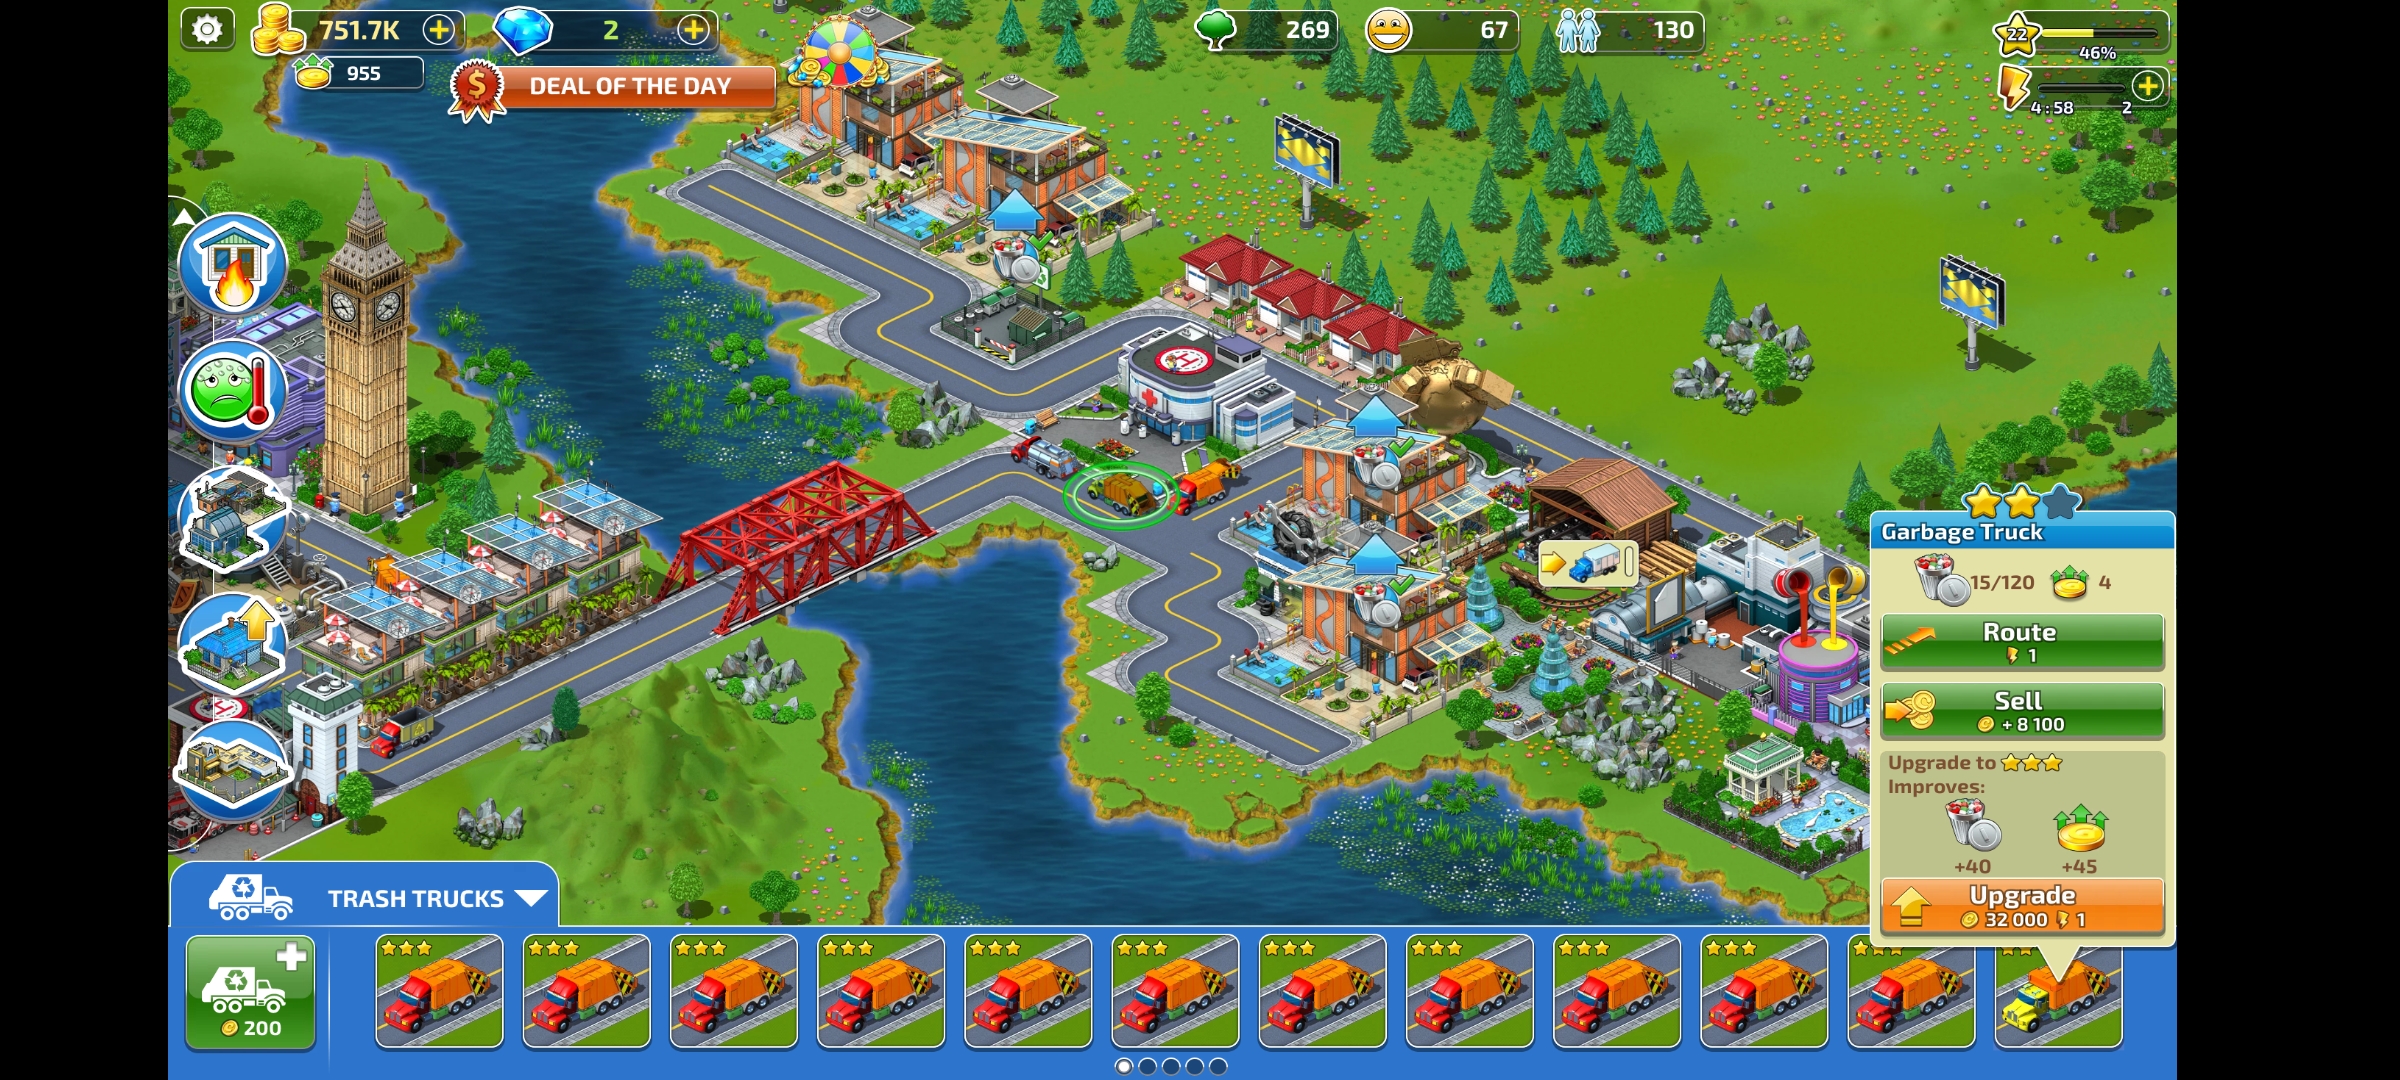 751.7K
2
269
67
130
22
46%
955
DEAL OF THE DAY
4:58
2
Garbage Truck
15/120
4
Route
1
Sell
+ 8 100
Upgrade to
Improves:
+40
+45
Upgrade
32 000
1
TRASH TRUCKS
200